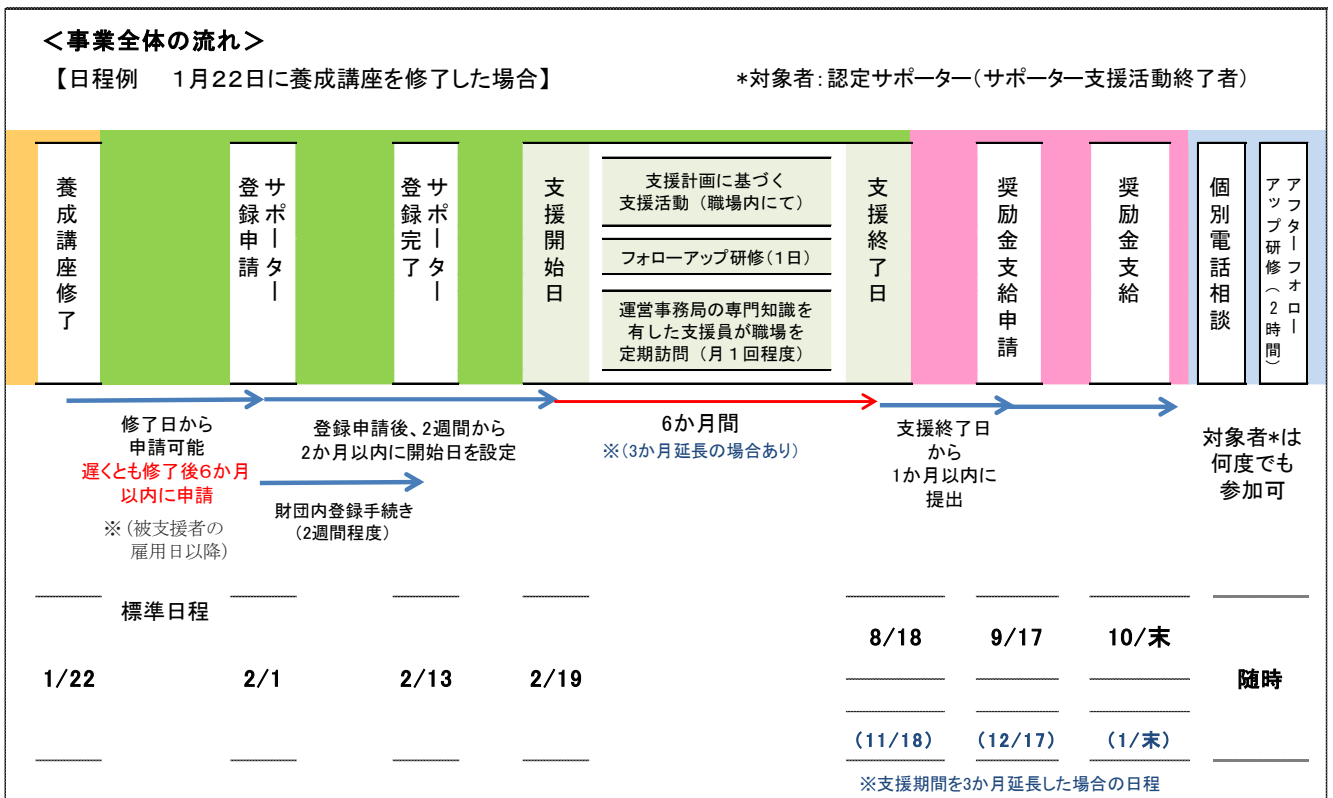 ＜事業全体の流れ＞
【日程例　１月２２日に養成講座を修了した場合】
*対象者：認定サポーター（サポーター支援活動終了者）
養成講座修了
サポーター
登録申請
サポーター
登録完了
支援開始日
支援計画に基づく
支援活動（職場内にて）
フォローアップ研修（1日）
運営事務局の専門知識を
有した支援員が職場を
定期訪問（月１回程度）
支援終了日
奨励金支給申請
奨励金支給
個別電話相談
アフターフォロー
アップ研修（2時間）
修了日から
申請可能
遅くとも修了後６か月
以内に申請
※（被支援者の
雇用日以降）
登録申請後、2週間から
2か月以内に開始日を設定
財団内登録手続き
（2週間程度）
6か月間
※（3か月延長の場合あり）
支援終了日
から
1か月以内に
提出
対象者*は
何度でも
参加可
標準日程
1/22
2/1
2/13
2/19
8/18
9/17
10/末
随時
（11/18）
（12/17）
（1/末）
※支援期間を3か月延長した場合の日程